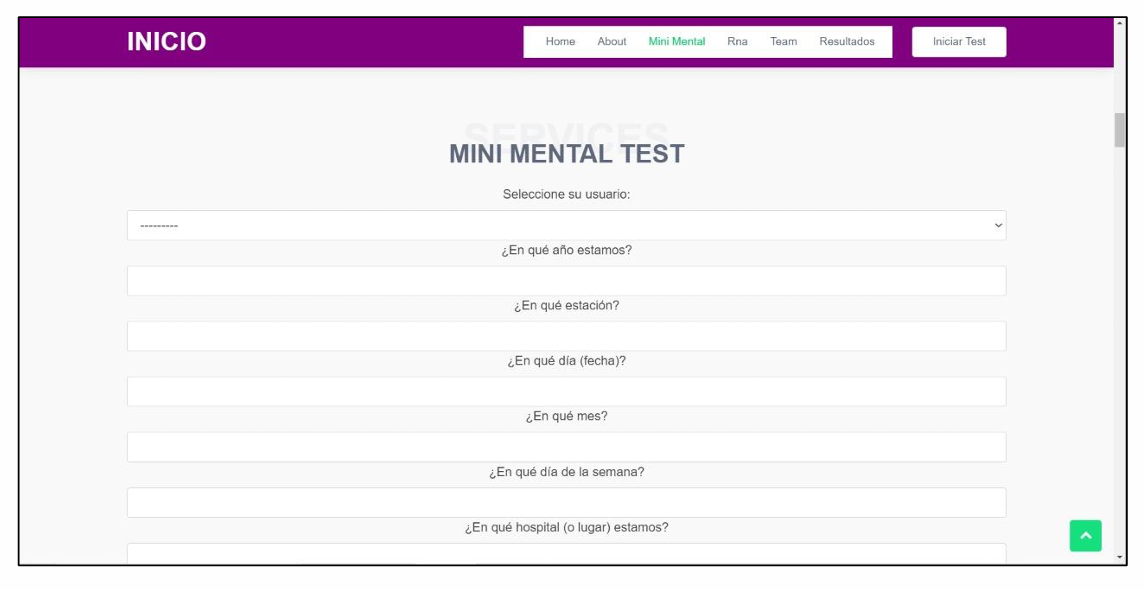 INICIO
Home About Mini Mental Rna Team Resultados Iniciar Test
SERVICES
MINI MENTAL TEST
Seleccione su usuario:
---------
¿En qué año estamos?
¿En qué estación?
¿En qué día (fecha)?
¿En qué mes?
¿En qué día de la semana?
¿En qué hospital (o lugar) estamos?